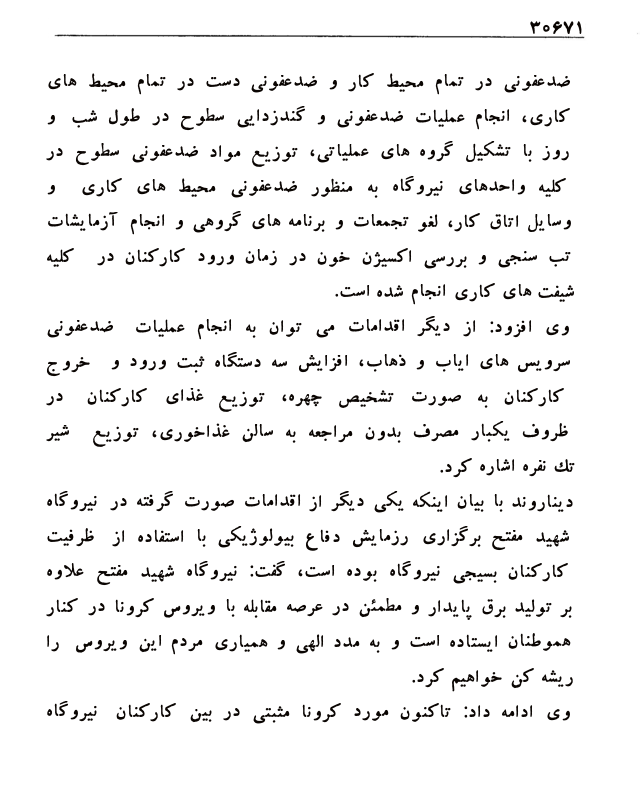 ۳۰۶۷۱
ضدعفونی در تمام محیط کار و ضدعفونی دست در تمام محیط های
کاری، انجام عملیات ضدعفونی و گندزدایی سطوح در طول شب و
روز با تشکیل گروه های عملیاتی، توزیع مواد ضدعفونی سطوح در
کلیه واحدهای نیروگاه به منظور ضدعفونی محیط های کاری و
وسایل اتاق کار، لغو تجمعات و برنامه های گروهی و انجام آزمایشات
تب سنجی و بررسی اکسیژن خون در زمان ورود کارکنان در کلیه
شیفت های کاری انجام شده است.
وی افزود: از دیگر اقدامات می توان به انجام عملیات ضدعفونی
سرویس های ایاب و ذهاب، افزایش سه دستگاه ثبت ورود و خروج
کارکنان به صورت تشخیص چهره، توزیع غذای کارکنان در
ظروف یکبار مصرف بدون مراجعه به سالن غذاخوری، توزیع شیر
تك نفره اشاره کرد.
دیناروند با بیان اینکه یکی دیگر از اقدامات صورت گرفته در نیروگاه
شهید مفتح برگزاری رزمایش دفاع بیولوژیکی با استفاده از ظرفیت
کارکنان بسیجی نیروگاه بوده است، گفت: نیروگاه شهید مفتح علاوه
بر تولید برق پایدار و مطمئن در عرصه مقابله با ویروس کرونا در کنار
هموطنان ایستاده است و به مدد الهی و همیاری مردم این ویروس را
ریشه کن خواهیم کرد.
وی ادامه داد: تاکنون مورد کرونا مثبتی در بین کارکنان نیروگاه